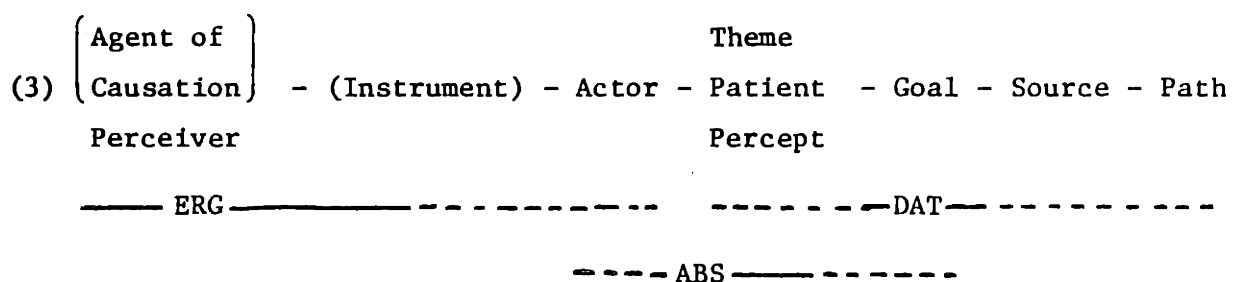 Agent of Theme
(3) Causation - (Instrument) - Actor - Patient - Goal - Source - Path
Perceiver Percept
ERG DAT
ABS